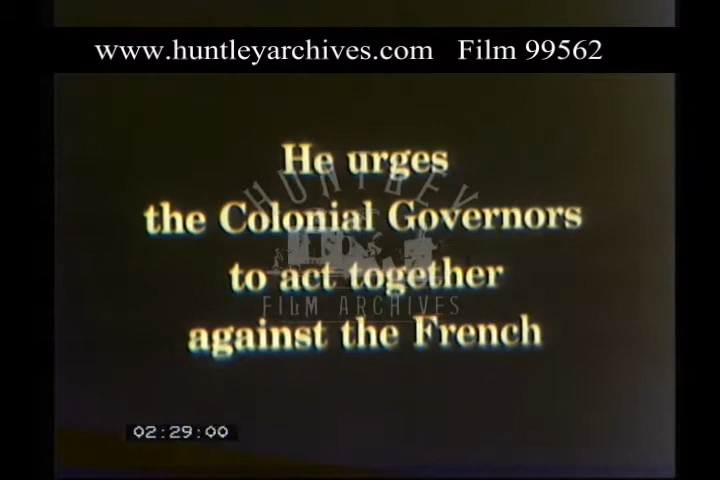 www.huntleyarchives.com Film 99562
He urges
the Colonial Governors
to act together
against the French
HUNTLEY
FILM ARCHIVES
02:29:00